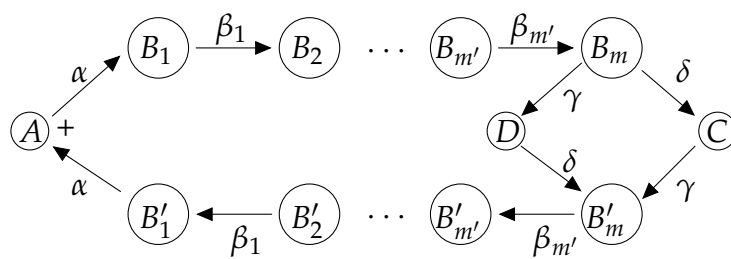 B₁ β₁ B₂ ⋯ Bₘ′ βₘ′ Bₘ
α γ δ
A + D C
α δ γ
B′₁ β₁ B′₂ ⋯ B′ₘ′ βₘ′ B′ₘ